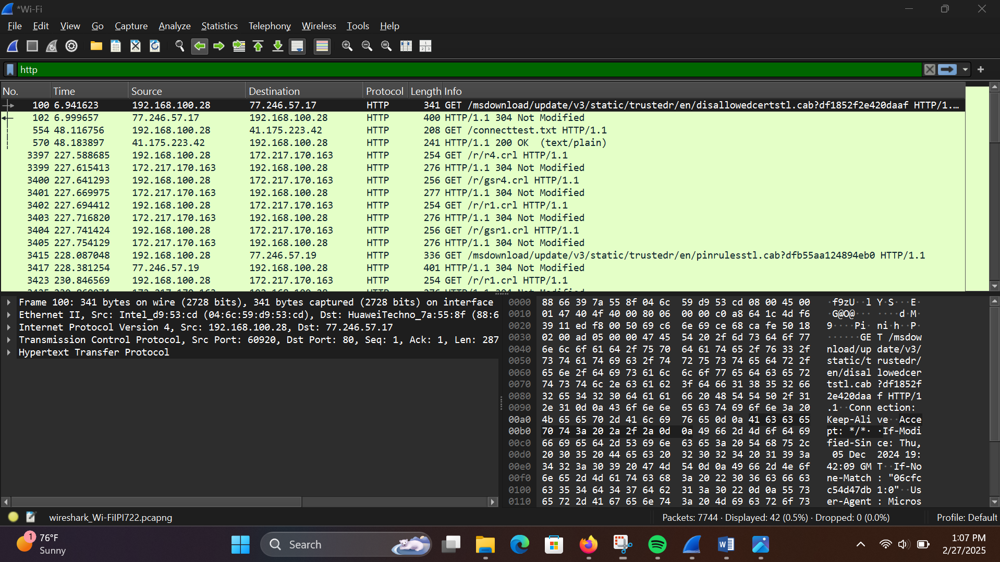 *Wi-Fi
File Edit View Go Capture Analyze Statistics Telephony Wireless Tools Help
http
No. Time Source Destination Protocol Length Info
100 6.941623 192.168.100.28 77.246.57.17 HTTP 341 GET /msdownload/update/v3/static/trustedr/en/disallowedcertstl.cab?df1852f2e420daaf HTTP/1....
102 6.999657 77.246.57.17 192.168.100.28 HTTP 400 HTTP/1.1 304 Not Modified
554 48.116756 192.168.100.28 41.175.223.42 HTTP 208 GET /connecttest.txt HTTP/1.1
570 48.183897 41.175.223.42 192.168.100.28 HTTP 241 HTTP/1.1 200 OK (text/plain)
3397 227.588685 192.168.100.28 172.217.170.163 HTTP 254 GET /r/r4.crl HTTP/1.1
3399 227.615413 172.217.170.163 192.168.100.28 HTTP 276 HTTP/1.1 304 Not Modified
3400 227.641293 192.168.100.28 172.217.170.163 HTTP 256 GET /r/gsr4.crl HTTP/1.1
3401 227.669975 172.217.170.163 192.168.100.28 HTTP 277 HTTP/1.1 304 Not Modified
3402 227.694412 192.168.100.28 172.217.170.163 HTTP 254 GET /r/r1.crl HTTP/1.1
3403 227.716820 172.217.170.163 192.168.100.28 HTTP 276 HTTP/1.1 304 Not Modified
3404 227.741424 192.168.100.28 172.217.170.163 HTTP 256 GET /r/gsr1.crl HTTP/1.1
3405 227.754129 172.217.170.163 192.168.100.28 HTTP 276 HTTP/1.1 304 Not Modified
3415 228.087048 192.168.100.28 77.246.57.19 HTTP 336 GET /msdownload/update/v3/static/trustedr/en/pinrulesstl.cab?dfb55aa124894eb0 HTTP/1.1
3417 228.381254 77.246.57.19 192.168.100.28 HTTP 401 HTTP/1.1 304 Not Modified
3423 230.846569 192.168.100.28 172.217.170.163 HTTP 254 GET /r/r1.crl HTTP/1.1
Frame 100: 341 bytes on wire (2728 bits), 341 bytes captured (2728 bits) on interface
Ethernet II, Src: Intel_d9:53:cd (04:6c:59:d9:53:cd), Dst: HuaweiTechno_7a:55:8f (88:6
Internet Protocol Version 4, Src: 192.168.100.28, Dst: 77.246.57.17
Transmission Control Protocol, Src Port: 60920, Dst Port: 80, Seq: 1, Ack: 1, Len: 287
Hypertext Transfer Protocol
0000 88 66 39 7a 55 8f 04 6c 59 d9 53 cd 08 00 45 00 ·f9zU··l Y·S···E·
0010 01 47 40 4f 40 00 80 06 00 00 c0 a8 64 1c 4d f6 ·G@O@··· ····d·M·
0020 39 11 ed f8 00 50 69 c6 6e 69 ce 68 ca fe 50 18 9····Pi· ni·h··P·
0030 02 00 ad 05 00 00 47 45 54 20 2f 6d 73 64 6f 77 ······GE T /msdow
0040 6e 6c 6f 61 64 2f 75 70 64 61 74 65 2f 76 33 2f nload/up date/v3/
0050 73 74 61 74 69 63 2f 74 72 75 73 74 65 64 72 2f static/t rustedr/
0060 65 6e 2f 64 69 73 61 6c 6c 6f 77 65 64 63 65 72 en/disal lowedcer
0070 74 73 74 6c 2e 63 61 62 3f 64 66 31 38 35 32 66 tstl.cab ?df1852f
0080 32 65 34 32 30 64 61 61 66 20 48 54 54 50 2f 31 2e420daa f HTTP/1
0090 2e 31 0d 0a 43 6f 6e 6e 65 63 74 69 6f 6e 3a 20 .1··Conn ection:
00a0 4b 65 65 70 2d 41 6c 69 76 65 0d 0a 41 63 63 65 Keep-Ali ve··Acce
00b0 70 74 3a 20 2a 2f 2a 0d 0a 49 66 2d 4d 6f 64 69 pt: */*· ·If-Modi
00c0 66 69 65 64 2d 53 69 6e 63 65 3a 20 54 68 75 2c fied-Sin ce: Thu,
00d0 20 30 35 20 44 65 63 20 32 30 32 34 20 31 39 3a 05 Dec 2024 19:
00e0 34 32 3a 30 39 20 47 4d 54 0d 0a 49 66 2d 4e 6f 42:09 GM T··If-No
00f0 6e 65 2d 4d 61 74 63 68 3a 20 22 30 36 63 66 63 ne-Match : "06cfc
0100 63 35 34 64 34 37 64 62 31 3a 30 22 0d 0a 55 73 c54d47db 1:0"··Us
0110 65 72 2d 41 67 65 6e 74 3a 20 4d 69 63 72 6f 73 er-Agent : Micros
wireshark_Wi-FiIPI722.pcapng
Packets: 7744 · Displayed: 42 (0.5%) · Dropped: 0 (0.0%)
Profile: Default
1
76°F
Sunny
Search
1:07 PM
2/27/2025